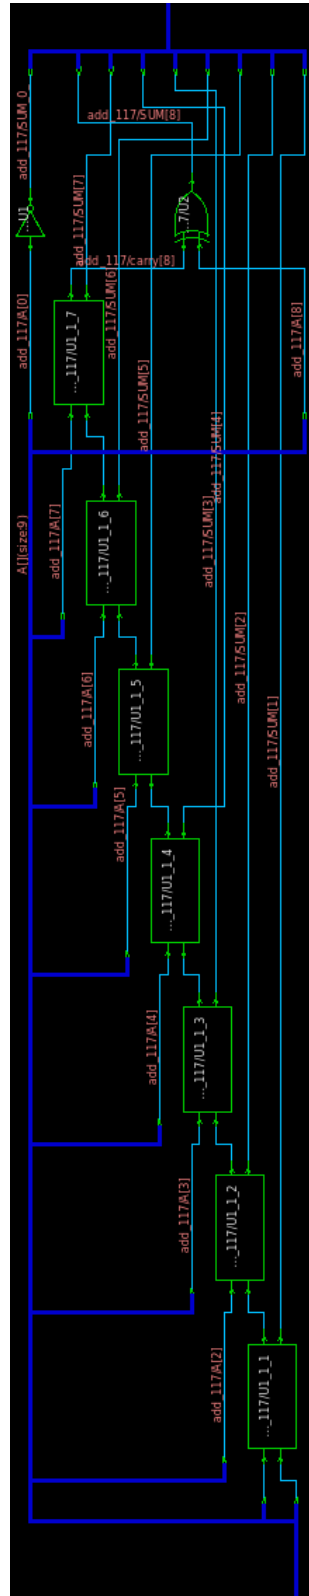 add_117/SUM_0_
add_117/SUM[8]
...U1
...7/U2
add_117/SUM[7]
add_117/carry[8]
add_117/SUM[6]
add_117/A[0]
add_117/A[8]
..._117/U1_1_7
add_117/SUM[5]
add_117/SUM[4]
add_117/SUM[3]
A[](size:9)
add_117/A[7]
..._117/U1_1_6
add_117/SUM[2]
add_117/A[6]
..._117/U1_1_5
add_117/SUM[1]
add_117/A[5]
..._117/U1_1_4
add_117/A[4]
..._117/U1_1_3
add_117/A[3]
..._117/U1_1_2
add_117/A[2]
..._117/U1_1_1